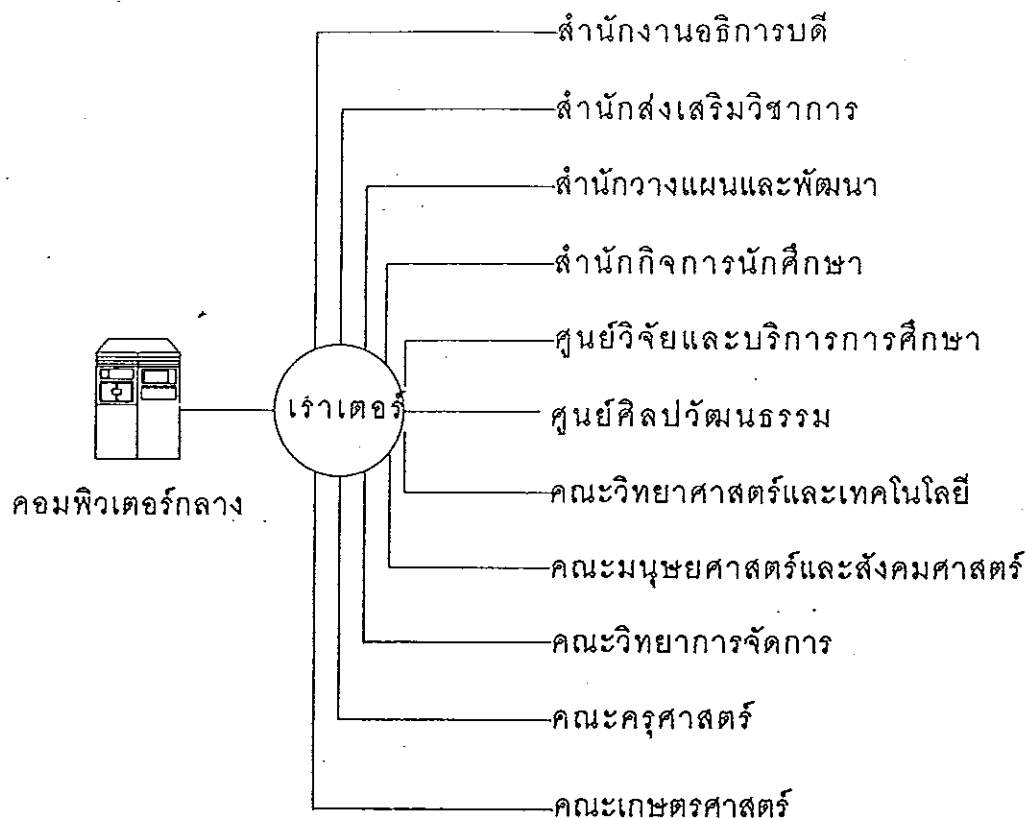 สำนักงานอธิการบดี
สำนักส่งเสริมวิชาการ
สำนักวางแผนและพัฒนา
สำนักกิจการนักศึกษา
ศูนย์วิจัยและบริการการศึกษา
เราเตอร์
ศูนย์ศิลปวัฒนธรรม
คอมพิวเตอร์กลาง
คณะวิทยาศาสตร์และเทคโนโลยี
คณะมนุษยศาสตร์และสังคมศาสตร์
คณะวิทยาการจัดการ
คณะครุศาสตร์
คณะเกษตรศาสตร์